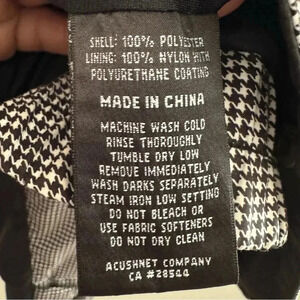 SHELL: 100% POLYESTER
LINING: 100% NYLON WITH
POLYURETHANE COATING
MADE IN CHINA
MACHINE WASH COLD
RINSE THOROUGHLY
TUMBLE DRY LOW
REMOVE IMMEDIATELY
WASH DARKS SEPARATELY
STEAM IRON LOW SETTING
DO NOT BLEACH OR
USE FABRIC SOFTENERS
DO NOT DRY CLEAN
ACUSHNET COMPANY
CA #28544